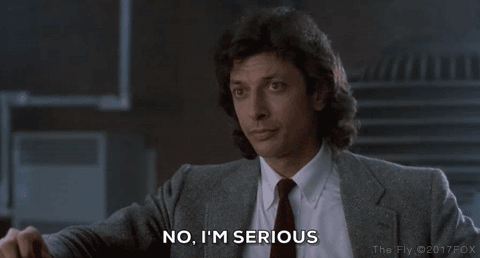 NO, I'M SERIOUS
The Fly ©2017FOX